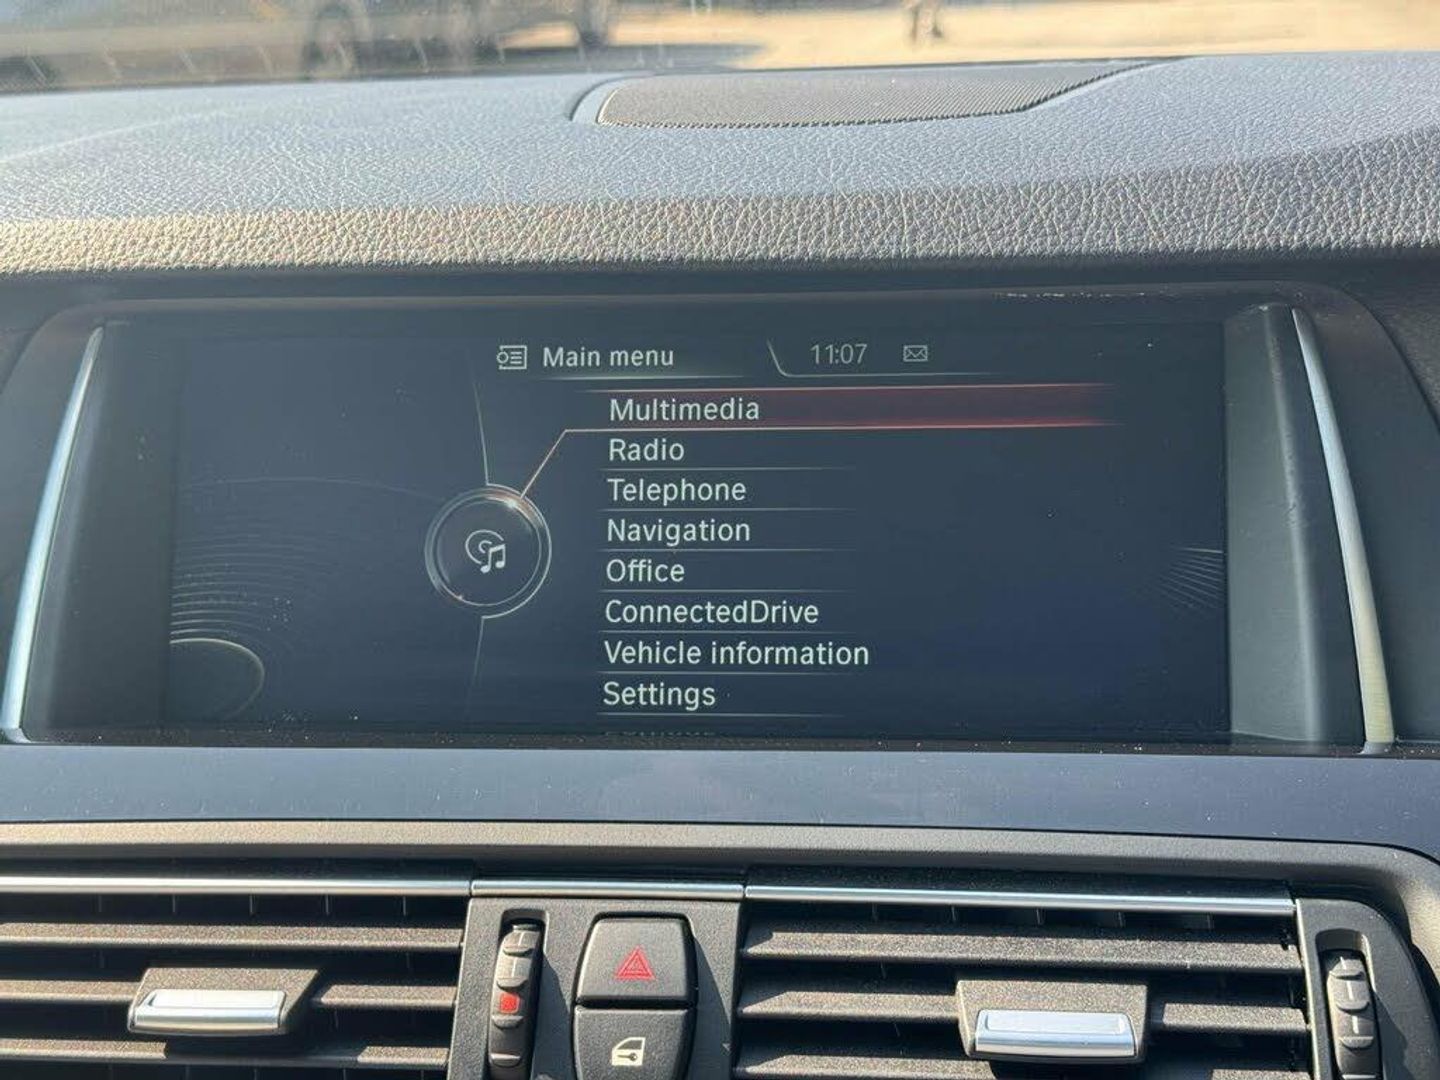 Main menu 11:07
Multimedia
Radio
Telephone
Navigation
Office
ConnectedDrive
Vehicle information
Settings